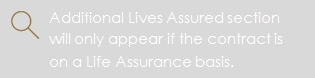 Additional Lives Assured section
will only appear if the contract is
on a Life Assurance basis.